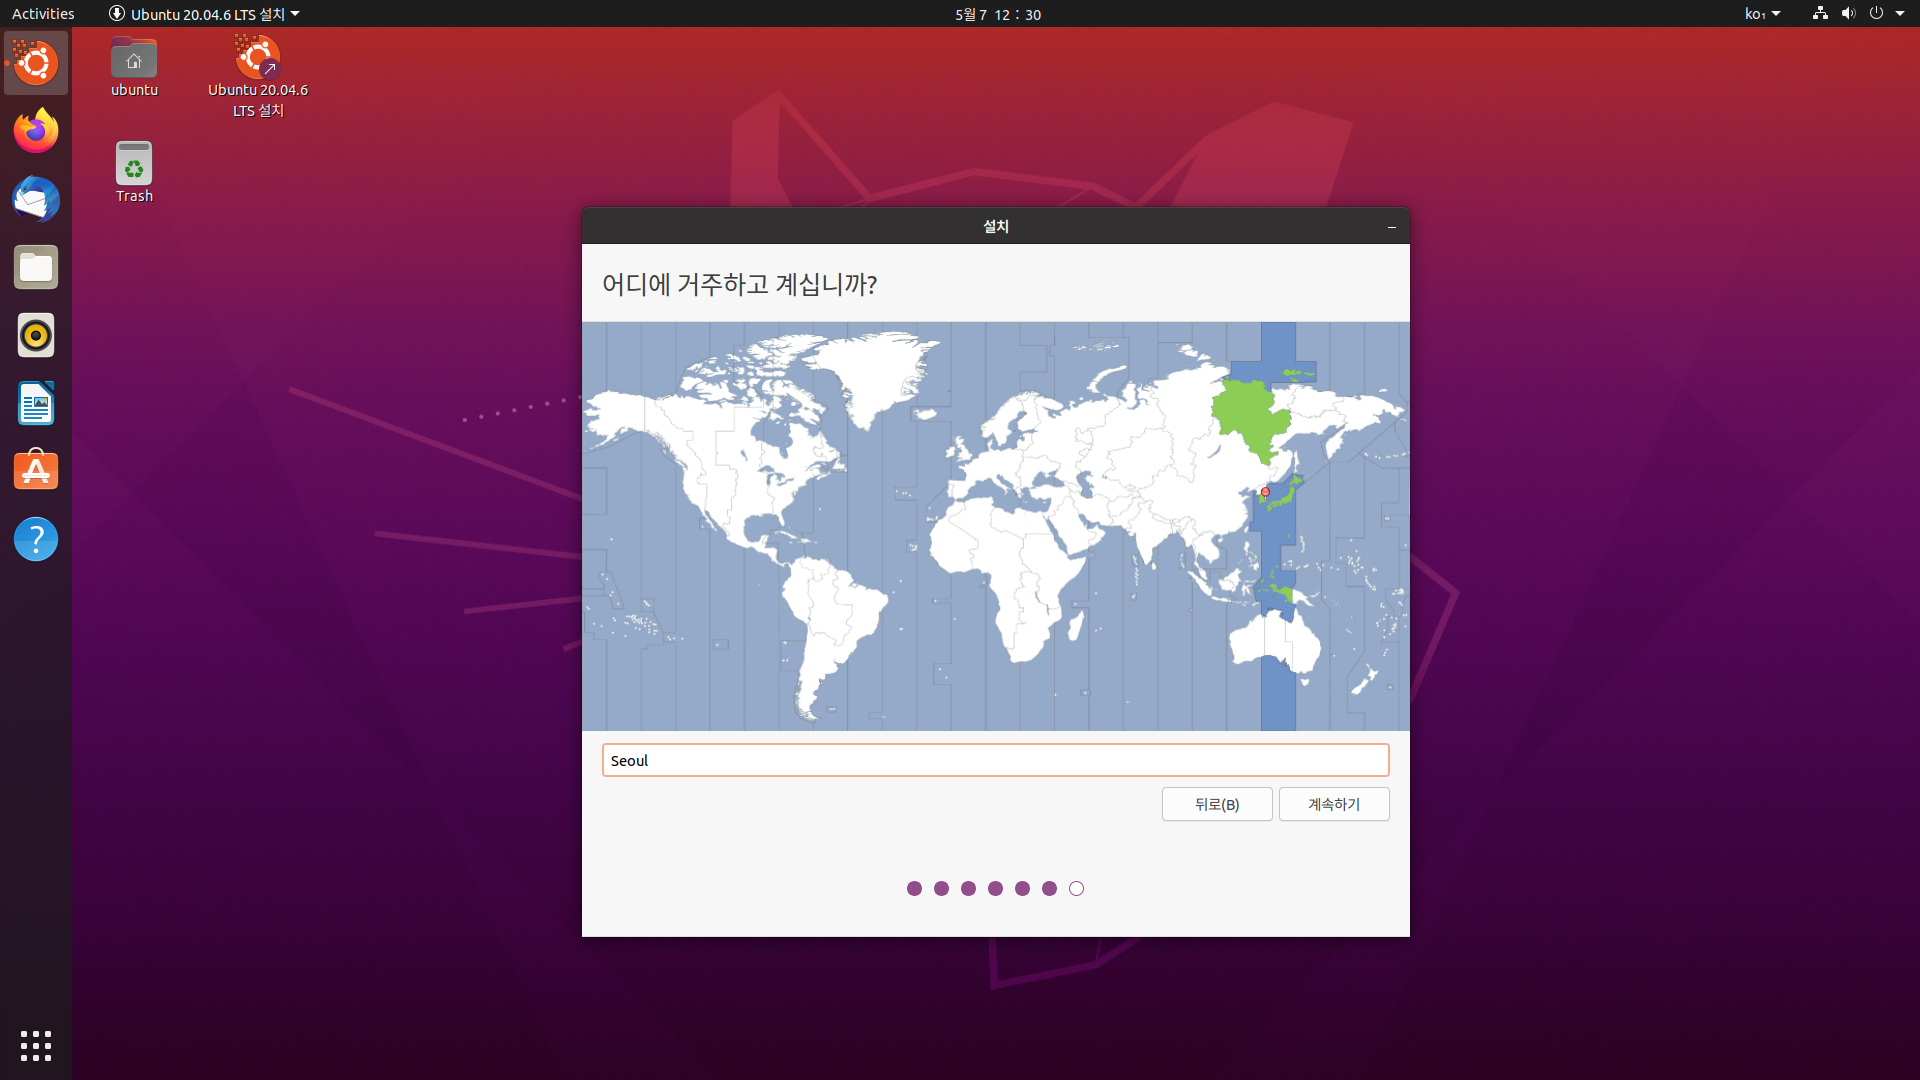 Activities
Ubuntu 20.04.6 LTS 설치
5월 7 12 : 30
ko₁
ubuntu
Ubuntu 20.04.6
LTS 설치
Trash
설치
어디에 거주하고 계십니까?
Seoul
뒤로(B)
계속하기